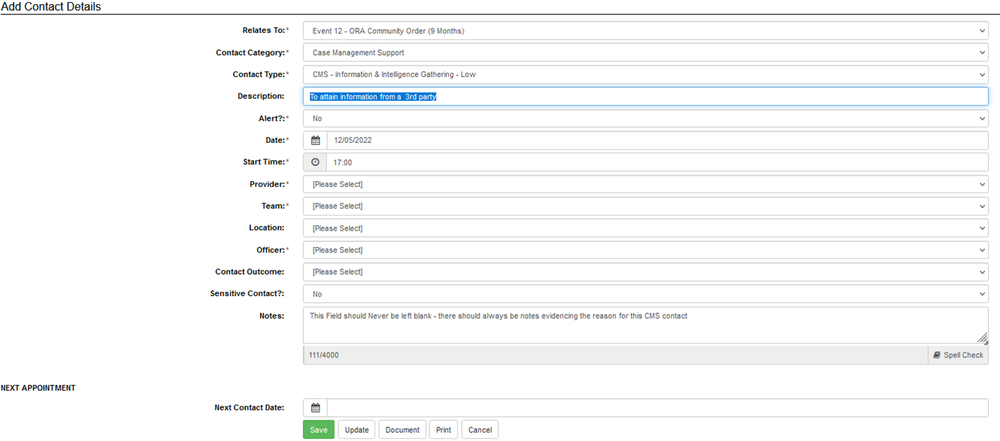 Add Contact Details
Relates To:* Event 12 - ORA Community Order (9 Months)
Contact Category:* Case Management Support
Contact Type:* CMS - Information & Intelligence Gathering - Low
Description: To attain information from a  3rd party
Alert?:* No
Date:* 12/05/2022
Start Time:* 17:00
Provider:* [Please Select]
Team:* [Please Select]
Location: [Please Select]
Officer:* [Please Select]
Contact Outcome: [Please Select]
Sensitive Contact?: No
Notes: This Field should Never be left blank - there should always be notes evidencing the reason for this CMS contact
111/4000 Spell Check
NEXT APPOINTMENT
Next Contact Date:
Save Update Document Print Cancel